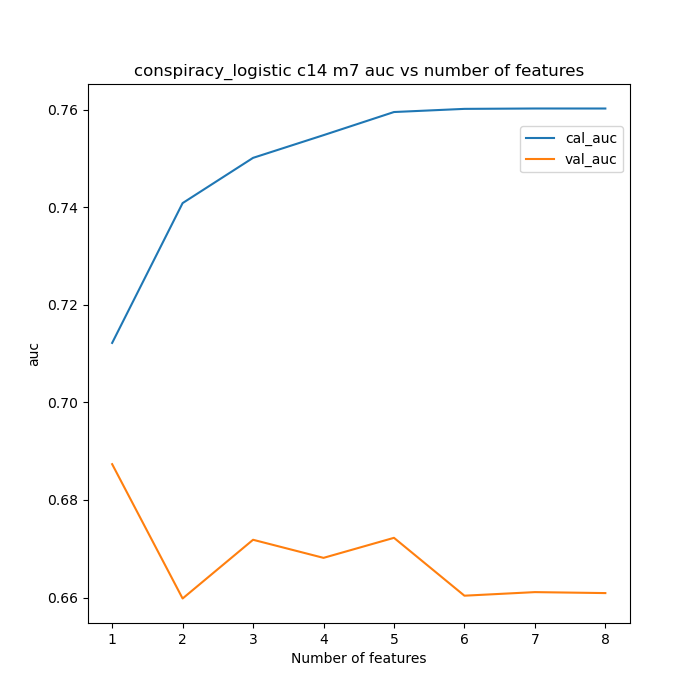 conspiracy_logistic c14 m7 auc vs number of features
0.76
0.74
0.72
0.70
0.68
0.66
auc
cal_auc
val_auc
1 2 3 4 5 6 7 8
Number of features